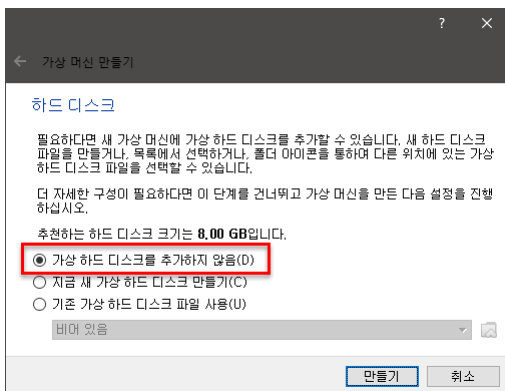 ?  ×
← 가상 머신 만들기
하드 디스크
필요하다면 새 가상 머신에 가상 하드 디스크를 추가할 수 있습니다. 새 하드 디스크
파일을 만들거나, 목록에서 선택하거나, 폴더 아이콘을 통하여 다른 위치에 있는 가상
하드 디스크 파일을 선택할 수 있습니다.
더 자세한 구성이 필요하다면 이 단계를 건너뛰고 가상 머신을 만든 다음 설정을 진행
하십시오.
추천하는 하드 디스크 크기는 8.00 GB입니다.
가상 하드 디스크를 추가하지 않음(D)
지금 새 가상 하드 디스크 만들기(C)
기존 가상 하드 디스크 파일 사용(U)
비어 있음
만들기 취소